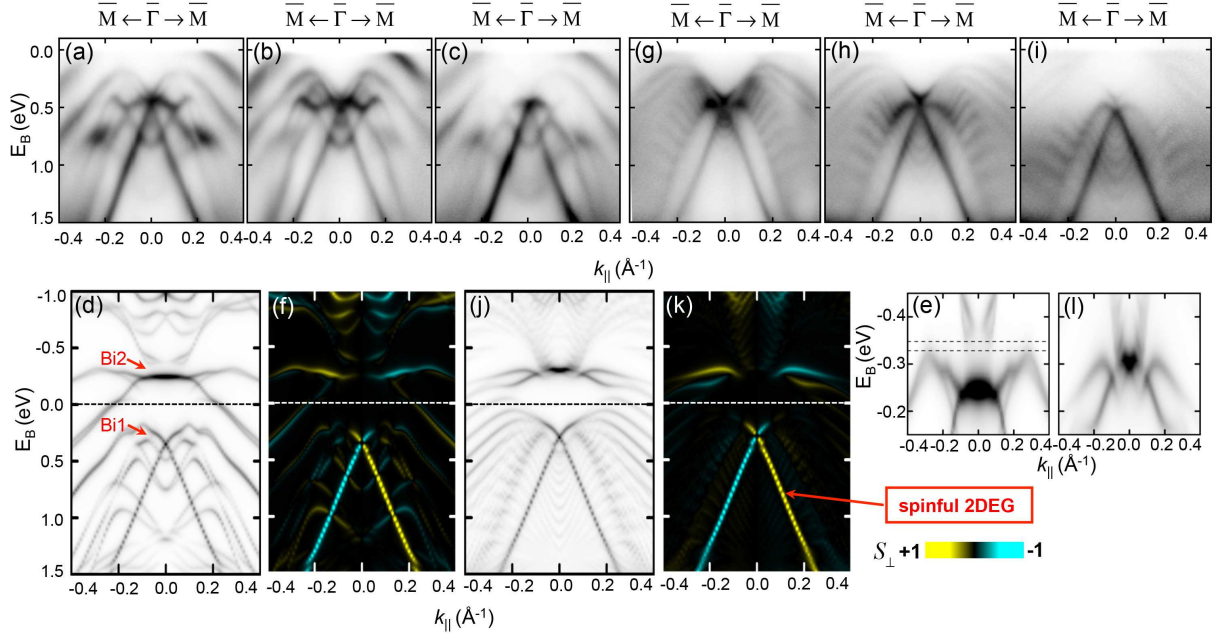 M̅ ← Γ̅ → M̅ M̅ ← Γ̅ → M̅ M̅ ← Γ̅ → M̅ M̅ ← Γ̅ → M̅ M̅ ← Γ̅ → M̅ M̅ ← Γ̅ → M̅
(a) (b) (c) (g) (h) (i)
0.0
0.5
1.0
1.5
E_B (eV)
-0.4 -0.2 0.0 0.2 0.4 -0.4 -0.2 0.0 0.2 0.4 -0.4 -0.2 0.0 0.2 0.4 -0.4 -0.2 0.0 0.2 0.4 -0.4 -0.2 0.0 0.2 0.4 -0.4 -0.2 0.0 0.2 0.4
k_|| (Å⁻¹)
(d) (f) (j) (k) (e) (l)
-1.0
-0.5
0.0
0.5
1.0
1.5
E_B (eV)
Bi2
Bi1
-0.4 -0.2 0.0 0.2 0.4 -0.4 -0.2 0.0 0.2 0.4 -0.4 -0.2 0.0 0.2 0.4 -0.4 -0.2 0.0 0.2 0.4
k_|| (Å⁻¹)
-0.4
-0.3
-0.2
E_B (eV)
-0.4 -0.2 0.0 0.2 0.4 -0.4 -0.2 0.0 0.2 0.4
k_|| (Å⁻¹)
spinful 2DEG
S_⊥ +1 -1